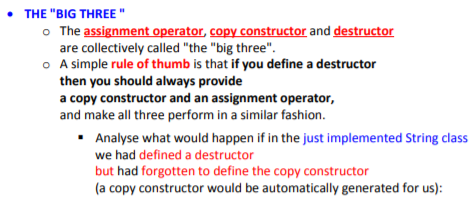 • THE "BIG THREE "
o The assignment operator, copy constructor and destructor
are collectively called "the "big three".
o A simple rule of thumb is that if you define a destructor
then you should always provide
a copy constructor and an assignment operator,
and make all three perform in a similar fashion.
▪ Analyse what would happen if in the just implemented String class
we had defined a destructor
but had forgotten to define the copy constructor
(a copy constructor would be automatically generated for us):